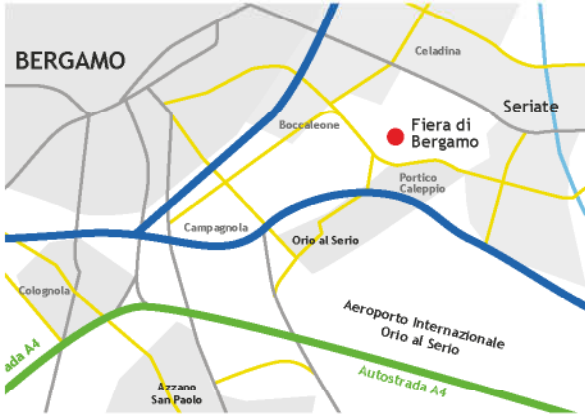 BERGAMO
Celadina
Seriate
Boccaleone
Fiera di
Bergamo
Portico
Caleppio
Campagnola
Orio al Serio
Colognola
Aeroporto Internazionale
Orio al Serio
ada A4
Autostrada A4
Azzano
San Paolo